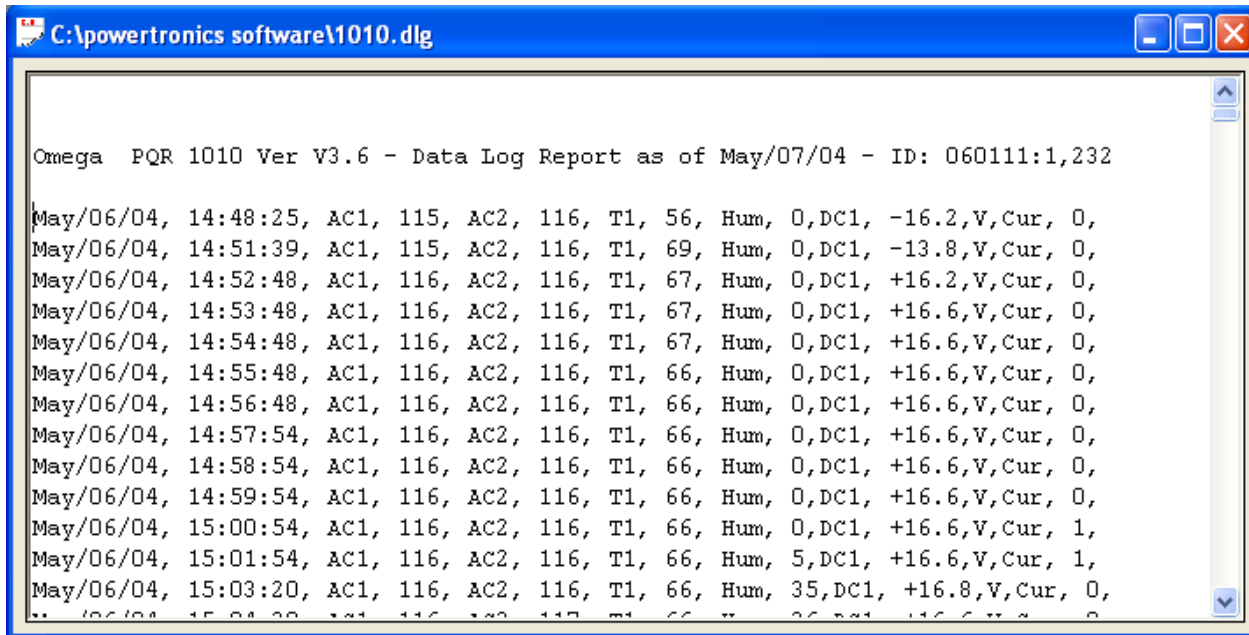 C:\powertronics software\1010.dlg
Omega  PQR 1010 Ver V3.6 - Data Log Report as of May/07/04 - ID: 060111:1,232
May/06/04, 14:48:25, AC1, 115, AC2, 116, T1, 56, Hum, 0,DC1, -16.2,V,Cur, 0,
May/06/04, 14:51:39, AC1, 115, AC2, 116, T1, 69, Hum, 0,DC1, -13.8,V,Cur, 0,
May/06/04, 14:52:48, AC1, 116, AC2, 116, T1, 67, Hum, 0,DC1, +16.2,V,Cur, 0,
May/06/04, 14:53:48, AC1, 116, AC2, 116, T1, 67, Hum, 0,DC1, +16.6,V,Cur, 0,
May/06/04, 14:54:48, AC1, 116, AC2, 116, T1, 67, Hum, 0,DC1, +16.6,V,Cur, 0,
May/06/04, 14:55:48, AC1, 116, AC2, 116, T1, 66, Hum, 0,DC1, +16.6,V,Cur, 0,
May/06/04, 14:56:48, AC1, 116, AC2, 116, T1, 66, Hum, 0,DC1, +16.6,V,Cur, 0,
May/06/04, 14:57:54, AC1, 116, AC2, 116, T1, 66, Hum, 0,DC1, +16.6,V,Cur, 0,
May/06/04, 14:58:54, AC1, 116, AC2, 116, T1, 66, Hum, 0,DC1, +16.6,V,Cur, 0,
May/06/04, 14:59:54, AC1, 116, AC2, 116, T1, 66, Hum, 0,DC1, +16.6,V,Cur, 0,
May/06/04, 15:00:54, AC1, 116, AC2, 116, T1, 66, Hum, 0,DC1, +16.6,V,Cur, 1,
May/06/04, 15:01:54, AC1, 116, AC2, 116, T1, 66, Hum, 5,DC1, +16.6,V,Cur, 1,
May/06/04, 15:03:20, AC1, 116, AC2, 116, T1, 66, Hum, 35,DC1, +16.8,V,Cur, 0,